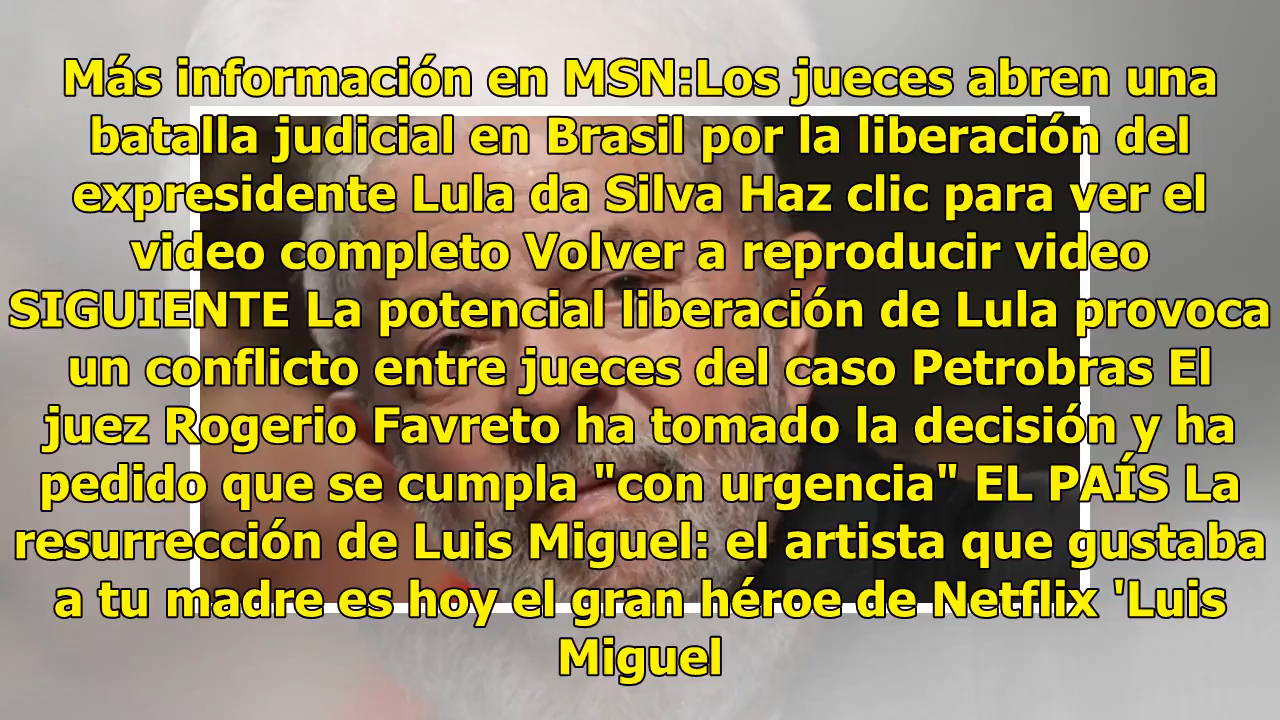 Más información en MSN:Los jueces abren una
batalla judicial en Brasil por la liberación del
expresidente Lula da Silva Haz clic para ver el
video completo Volver a reproducir video
SIGUIENTE La potencial liberación de Lula provoca
un conflicto entre jueces del caso Petrobras El
juez Rogerio Favreto ha tomado la decisión y ha
pedido que se cumpla "con urgencia" EL PAÍS La
resurrección de Luis Miguel: el artista que gustaba
a tu madre es hoy el gran héroe de Netflix 'Luis
Miguel